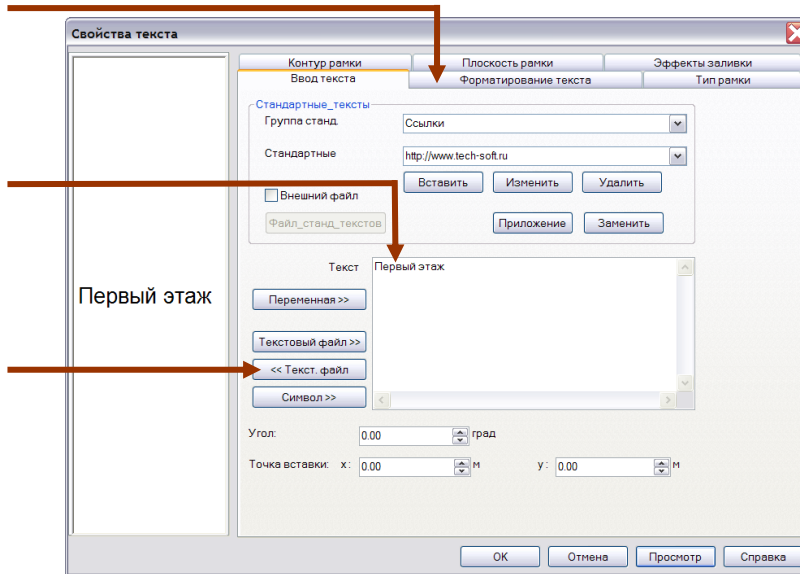 Свойства текста
Контур рамки Плоскость рамки Эффекты заливки
Ввод текста Форматирование текста Тип рамки
Стандартные_тексты
Группа станд. Ссылки
Стандартные http://www.tech-soft.ru
Вставить Изменить Удалить
Внешний файл
Файл_станд_текстов Приложение Заменить
Текст Первый этаж
Первый этаж Переменная >>
Текстовый файл >>
<< Текст. файл
Символ >>
Угол: 0.00 град
Точка вставки: x: 0.00 м y: 0.00 м
OK Отмена Просмотр Справка